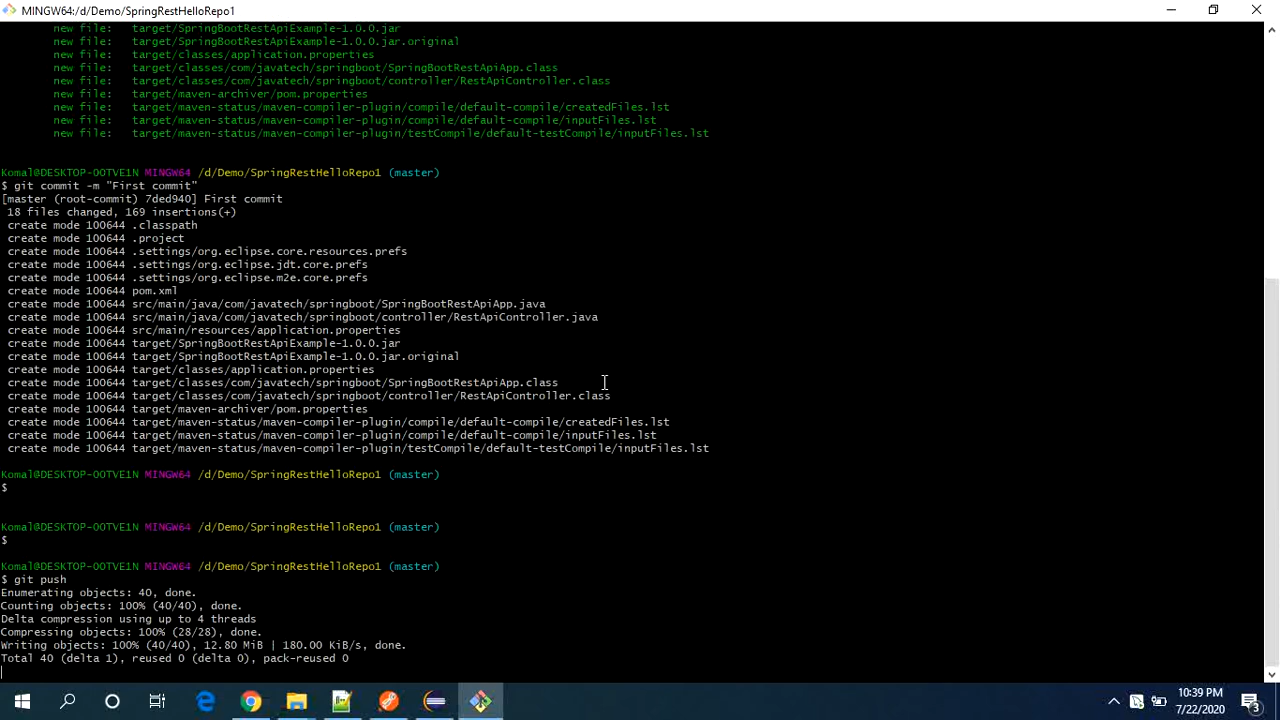 MINGW64:/d/Demo/SpringRestHelloRepo1
new file:   target/SpringBootRestApiExample-1.0.0.jar
new file:   target/SpringBootRestApiExample-1.0.0.jar.original
new file:   target/classes/application.properties
new file:   target/classes/com/javatech/springboot/SpringBootRestApiApp.class
new file:   target/classes/com/javatech/springboot/controller/RestApiController.class
new file:   target/maven-archiver/pom.properties
new file:   target/maven-status/maven-compiler-plugin/compile/default-compile/createdFiles.lst
new file:   target/maven-status/maven-compiler-plugin/compile/default-compile/inputFiles.lst
new file:   target/maven-status/maven-compiler-plugin/testCompile/default-testCompile/inputFiles.lst
Komal@DESKTOP-OOTVE1N MINGW64 /d/Demo/SpringRestHelloRepo1 (master)
$ git commit -m "First commit"
[master (root-commit) 7ded940] First commit
18 files changed, 169 insertions(+)
create mode 100644 .classpath
create mode 100644 .project
create mode 100644 .settings/org.eclipse.core.resources.prefs
create mode 100644 .settings/org.eclipse.jdt.core.prefs
create mode 100644 .settings/org.eclipse.m2e.core.prefs
create mode 100644 pom.xml
create mode 100644 src/main/java/com/javatech/springboot/SpringBootRestApiApp.java
create mode 100644 src/main/java/com/javatech/springboot/controller/RestApiController.java
create mode 100644 src/main/resources/application.properties
create mode 100644 target/SpringBootRestApiExample-1.0.0.jar
create mode 100644 target/SpringBootRestApiExample-1.0.0.jar.original
create mode 100644 target/classes/application.properties
create mode 100644 target/classes/com/javatech/springboot/SpringBootRestApiApp.class
create mode 100644 target/classes/com/javatech/springboot/controller/RestApiController.class
create mode 100644 target/maven-archiver/pom.properties
create mode 100644 target/maven-status/maven-compiler-plugin/compile/default-compile/createdFiles.lst
create mode 100644 target/maven-status/maven-compiler-plugin/compile/default-compile/inputFiles.lst
create mode 100644 target/maven-status/maven-compiler-plugin/testCompile/default-testCompile/inputFiles.lst
Komal@DESKTOP-OOTVE1N MINGW64 /d/Demo/SpringRestHelloRepo1 (master)
$
Komal@DESKTOP-OOTVE1N MINGW64 /d/Demo/SpringRestHelloRepo1 (master)
$
Komal@DESKTOP-OOTVE1N MINGW64 /d/Demo/SpringRestHelloRepo1 (master)
$ git push
Enumerating objects: 40, done.
Counting objects: 100% (40/40), done.
Delta compression using up to 4 threads
Compressing objects: 100% (28/28), done.
Writing objects: 100% (40/40), 12.80 MiB | 180.00 KiB/s, done.
Total 40 (delta 1), reused 0 (delta 0), pack-reused 0
10:39 PM
7/22/2020
3